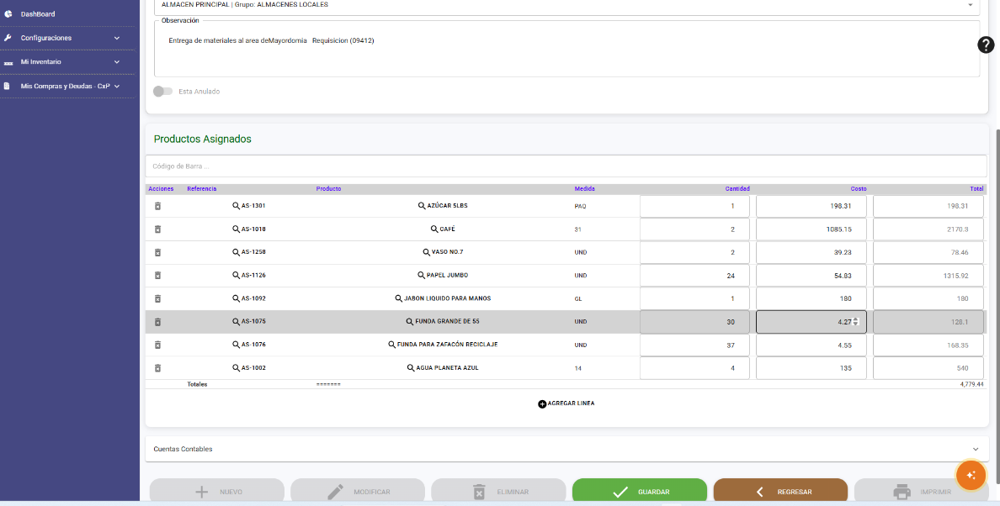 ALMACEN PRINCIPAL | Grupo: ALMACENES LOCALES
DashBoard
Observación
Configuraciones
Entrega de materiales al area deMayordomia Requisicion (09412)
?
Mi Inventario
Mis Compras y Deudas - CxP
Esta Anulado
Productos Asignados
Código de Barra ...
Acciones Referencia Producto Medida Cantidad Costo Total
AS-1301 AZÚCAR 5LBS PAQ 1 198.31 198.31
AS-1018 CAFÉ 31 2 1085.15 2170.3
AS-1258 VASO NO.7 UND 2 39.23 78.46
AS-1126 PAPEL JUMBO UND 24 54.83 1315.92
AS-1092 JABON LIQUIDO PARA MANOS GL 1 180 180
AS-1075 FUNDA GRANDE DE 55 UND 30 4.27 128.1
AS-1076 FUNDA PARA ZAFACÓN RECICLAJE UND 37 4.55 168.35
AS-1002 AGUA PLANETA AZUL 14 4 135 540
Totales ======= 4,779.44
AGREGAR LINEA
Cuentas Contables
NUEVO MODIFICAR ELIMINAR GUARDAR REGRESAR IMPRIMIR